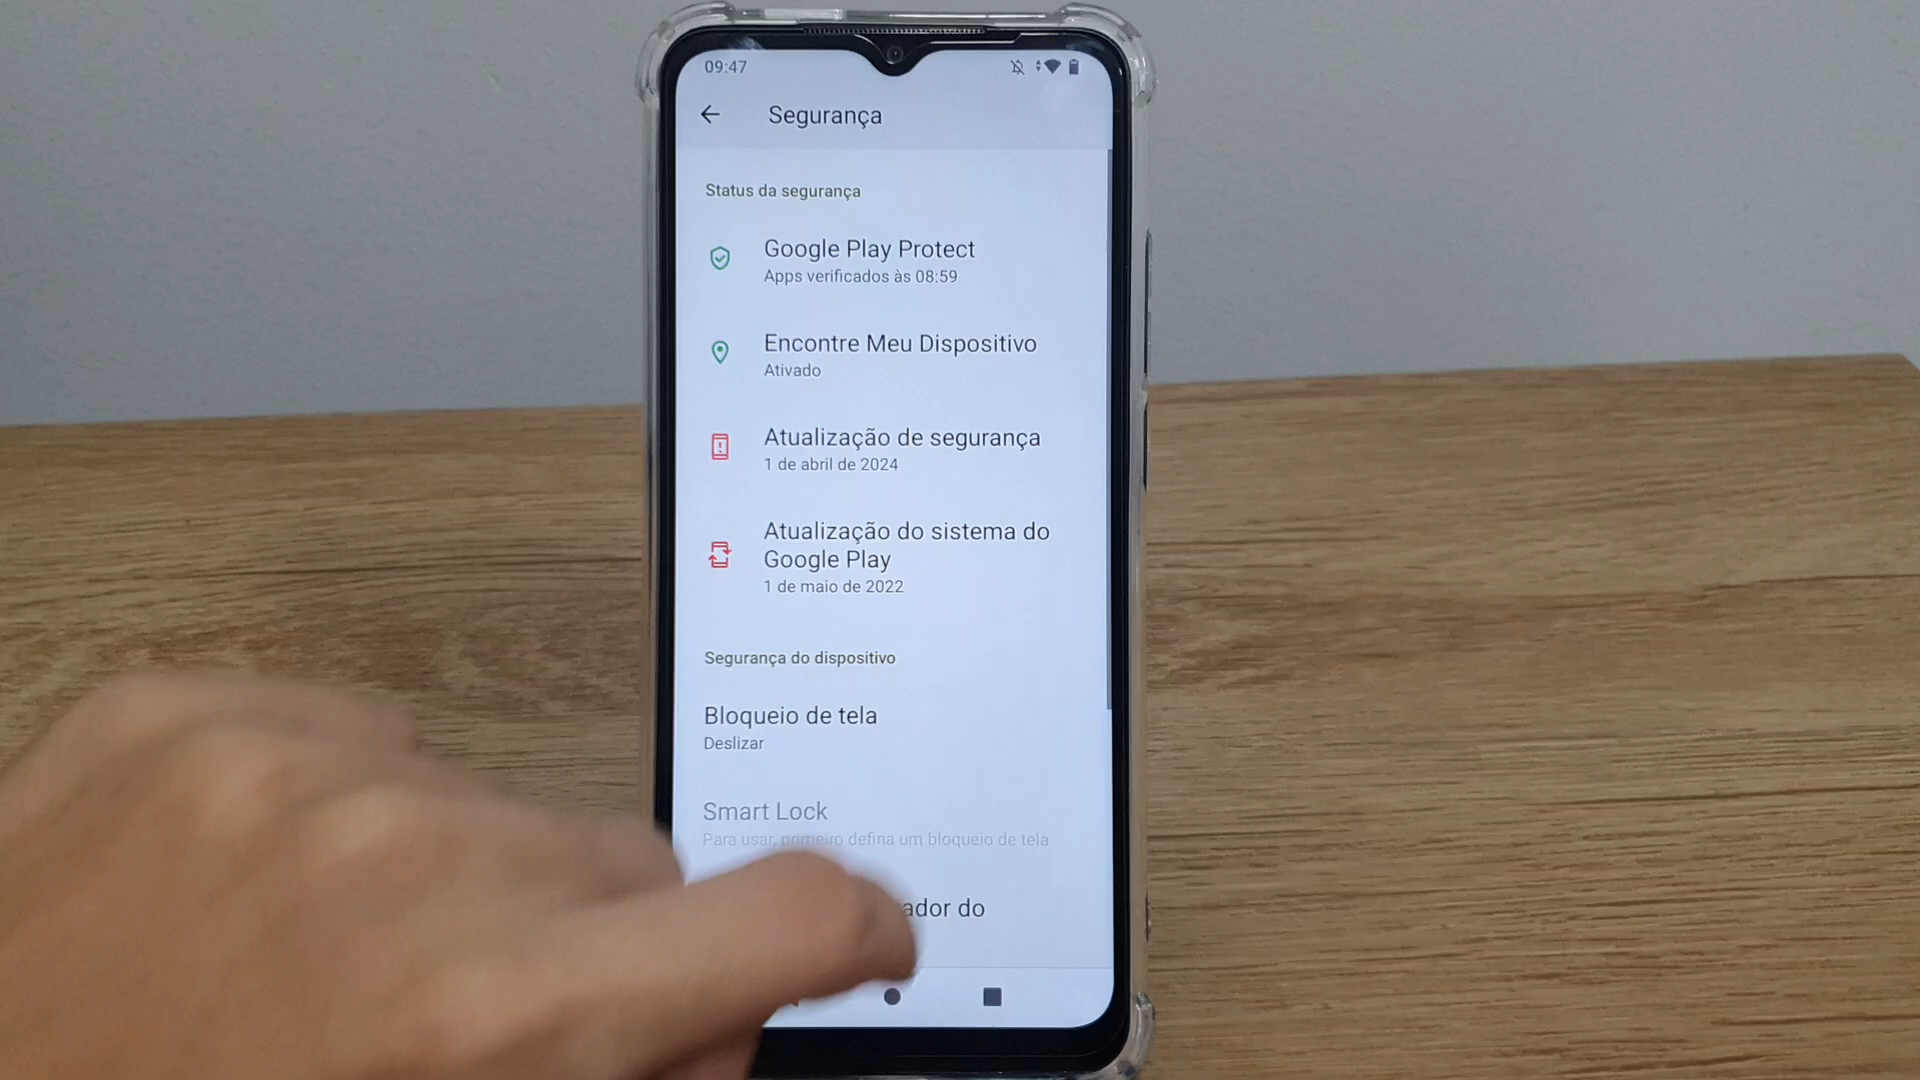 09:47
Segurança
Status da segurança
Google Play Protect
Apps verificados às 08:59
Encontre Meu Dispositivo
Ativado
Atualização de segurança
1 de abril de 2024
Atualização do sistema do
Google Play
1 de maio de 2022
Segurança do dispositivo
Bloqueio de tela
Deslizar
Smart Lock
Para usar, primeiro defina um bloqueio de tela
do